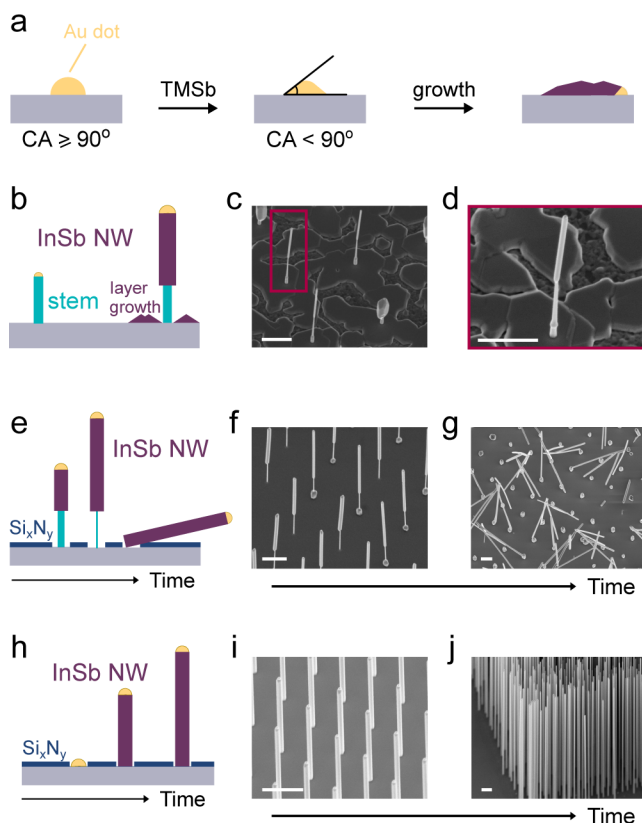 a
Au dot
TMSb
growth
CA ⩾ 90°
CA < 90°
b
InSb NW
stem
layer
growth
c
d
e
InSb NW
SixNy
Time
f
g
Time
h
InSb NW
SixNy
Time
i
j
Time